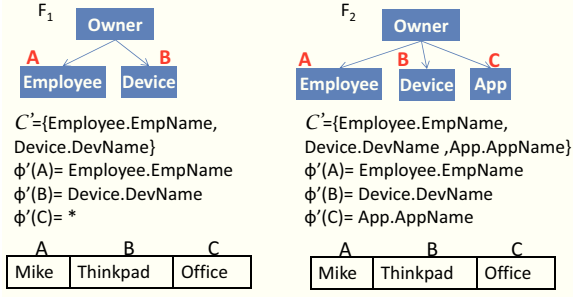 F1
Owner
A
B
Employee
Device
C'={Employee.EmpName,
Device.DevName}
ϕ'(A)= Employee.EmpName
ϕ'(B)= Device.DevName
ϕ'(C)= *
A B C
Mike Thinkpad Office
F2
Owner
A
B
C
Employee
Device
App
C'={Employee.EmpName,
Device.DevName ,App.AppName}
ϕ'(A)= Employee.EmpName
ϕ'(B)= Device.DevName
ϕ'(C)= App.AppName
A B C
Mike Thinkpad Office